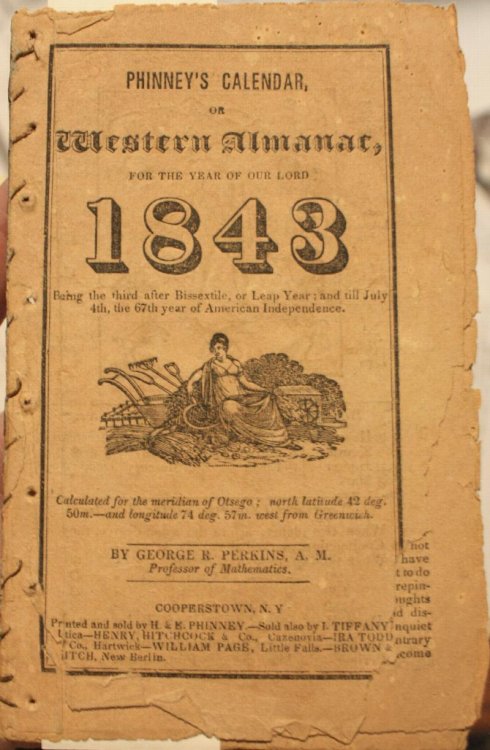 PHINNEY'S CALENDAR,
OR
Western Almanac,
FOR THE YEAR OF OUR LORD
1843
Being the third after Bissextile, or Leap Year; and till July
4th, the 67th year of American Independence.
Calculated for the meridian of Otsego; north latitude 42 deg.
50m.—and longitude 74 deg. 57m. west from Greenwich.
BY GEORGE R. PERKINS, A. M.
Professor of Mathematics.
COOPERSTOWN, N. Y
Printed and sold by H. & E. PHINNEY.—Sold also by I. TIFFANY
Utica—HENRY, HITCHCOCK & Co., Cazenovia—IRA TODD
Co., Hartwick—WILLIAM PAGE, Little Falls—BROWN &
ITCH, New Berlin.
not
have
to do
repin-
ughts
d dis-
nquiet
ntrary
come